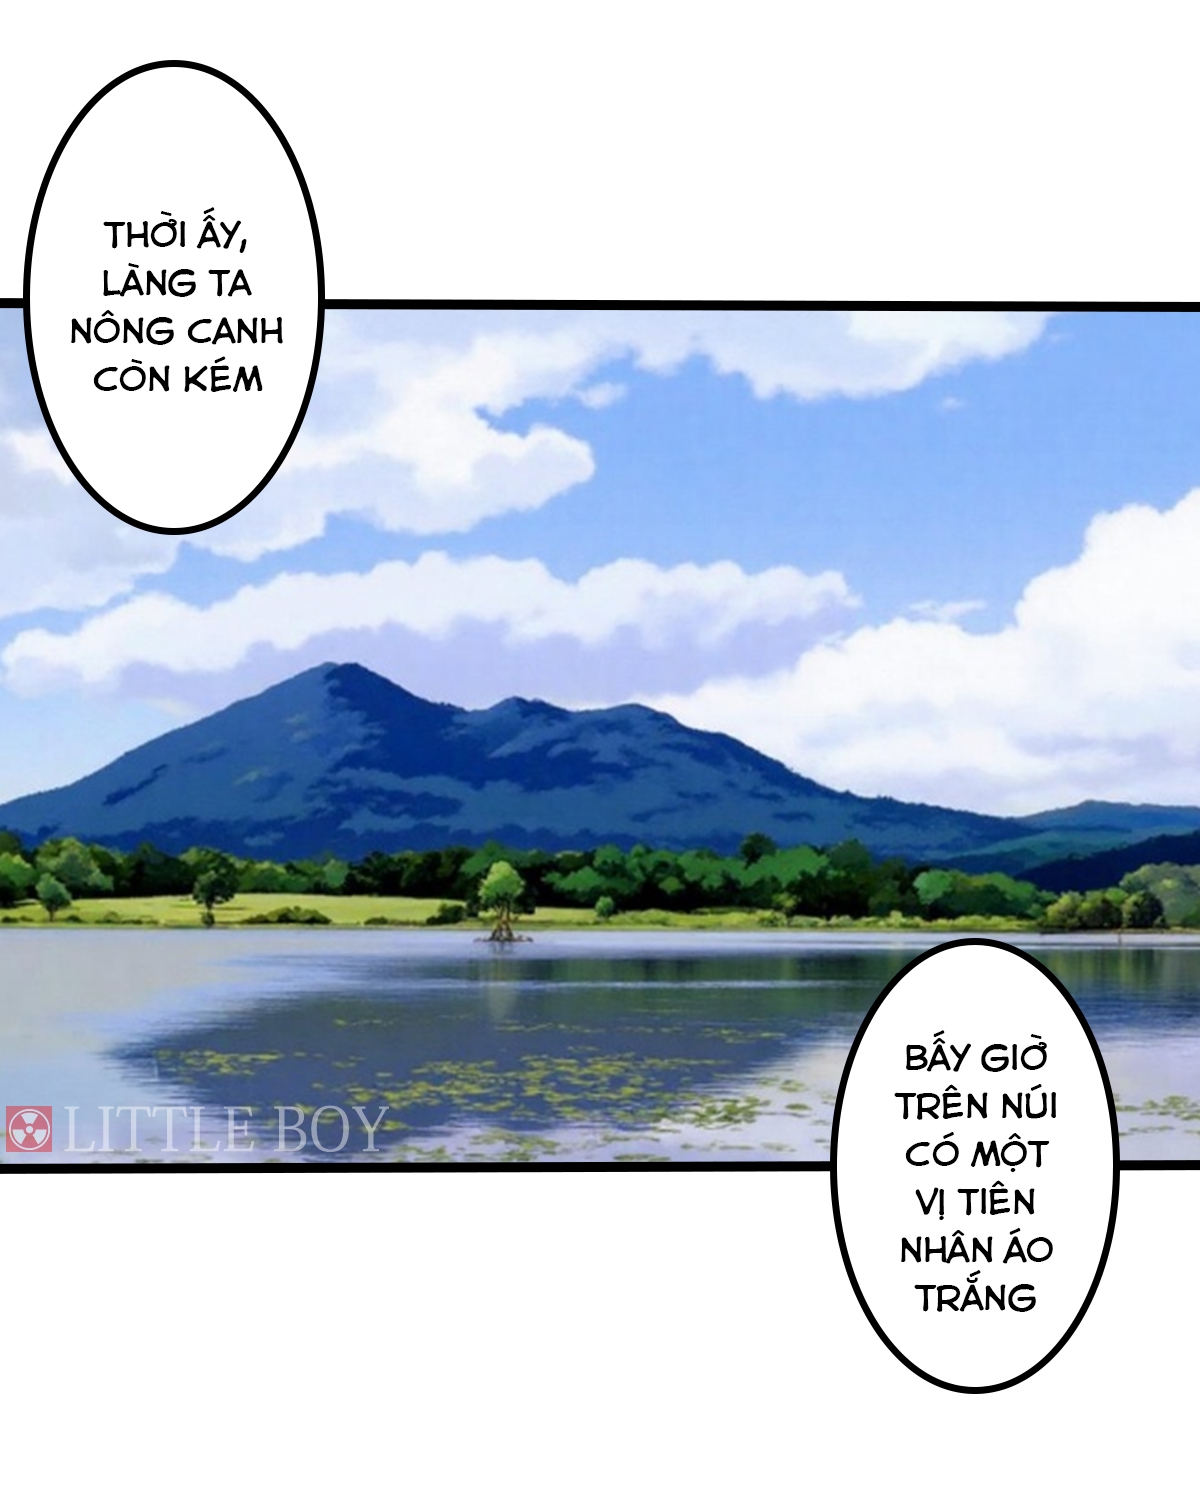 THỜI ẤY,
LÀNG TA
NÔNG CANH
CÒN KÉM
BẤY GIỜ
TRÊN NÚI
CÓ MỘT
VỊ TIÊN
NHÂN ÁO
TRẮNG
LITTLE BOY